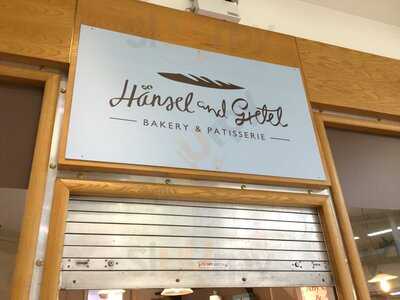 Hänsel and Gretel
BAKERY & PATISSERIE